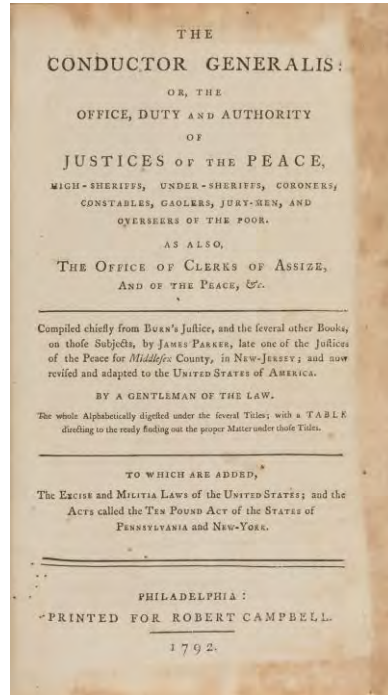 THE
CONDUCTOR GENERALIS:
OR, THE
OFFICE, DUTY AND AUTHORITY
OF
JUSTICES OF THE PEACE,
HIGH-SHERIFFS, UNDER-SHERIFFS, CORONERS,
CONSTABLES, GAOLERS, JURY-MEN, AND
OVERSEERS OF THE POOR.
AS ALSO,
THE OFFICE OF CLERKS OF ASSIZE,
AND OF THE PEACE, &c.
Compiled chiefly from BURN's Juſtice, and the ſeveral other Books,
on thoſe Subjects, by JAMES PARKER, late one of the Juſtices
of the Peace for Middleſex County, in NEW-JERSEY; and now
reviſed and adapted to the UNITED STATES of AMERICA.
BY A GENTLEMAN OF THE LAW.
The whole Alphabetically digeſted under the ſeveral Titles; with a TABLE
directing to the ready finding out the proper Matter under thoſe Titles.
TO WHICH ARE ADDED,
The EXCISE and MILITIA LAWS of the UNITED STATES; and the
ACTS called the TEN POUND ACT of the STATES of
PENNSYLVANIA and NEW-YORK.
PHILADELPHIA:
PRINTED FOR ROBERT CAMPBELL.
1792.